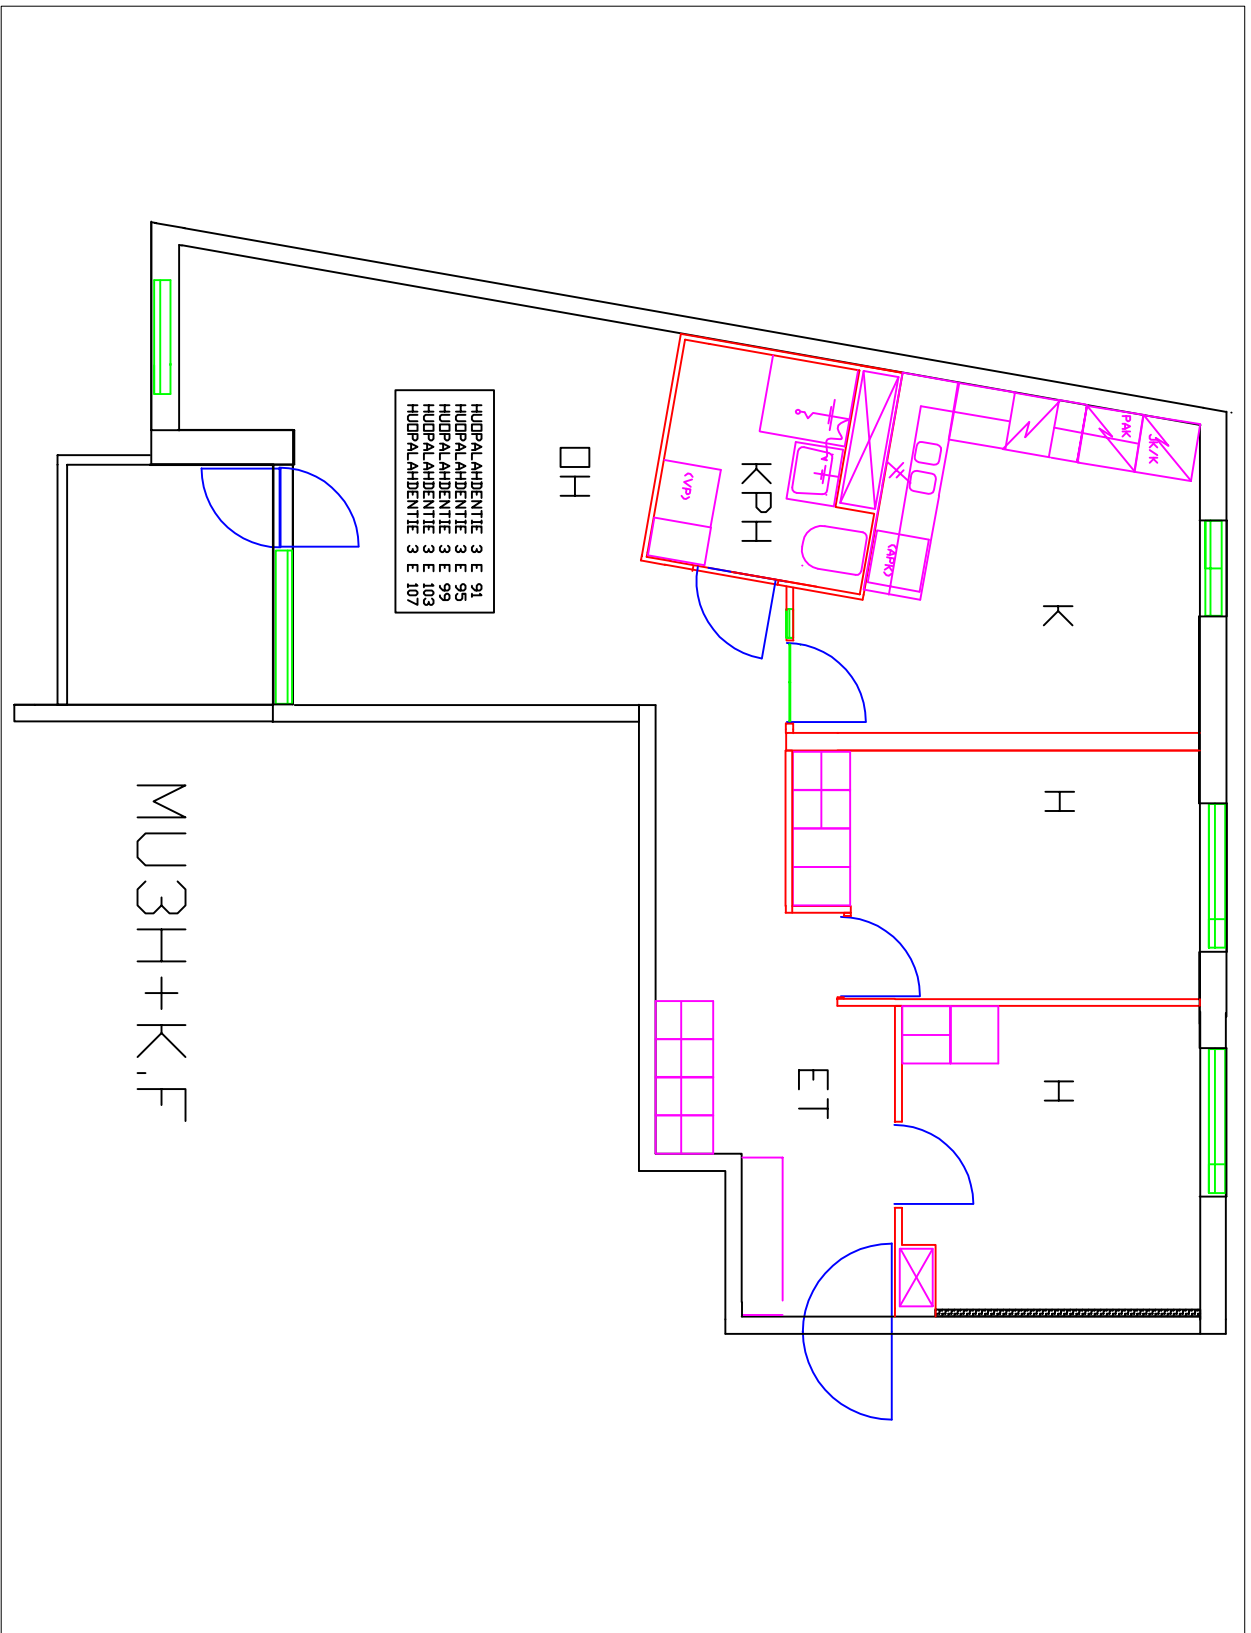 HUOPALAHDENTIE 3 E 91
HUOPALAHDENTIE 3 E 95
HUOPALAHDENTIE 3 E 99
HUOPALAHDENTIE 3 E 103
HUOPALAHDENTIE 3 E 107
JK/K
PAK
(APK)
(VP)
K
KPH
OH
H
H
ET
MU3H+K.F